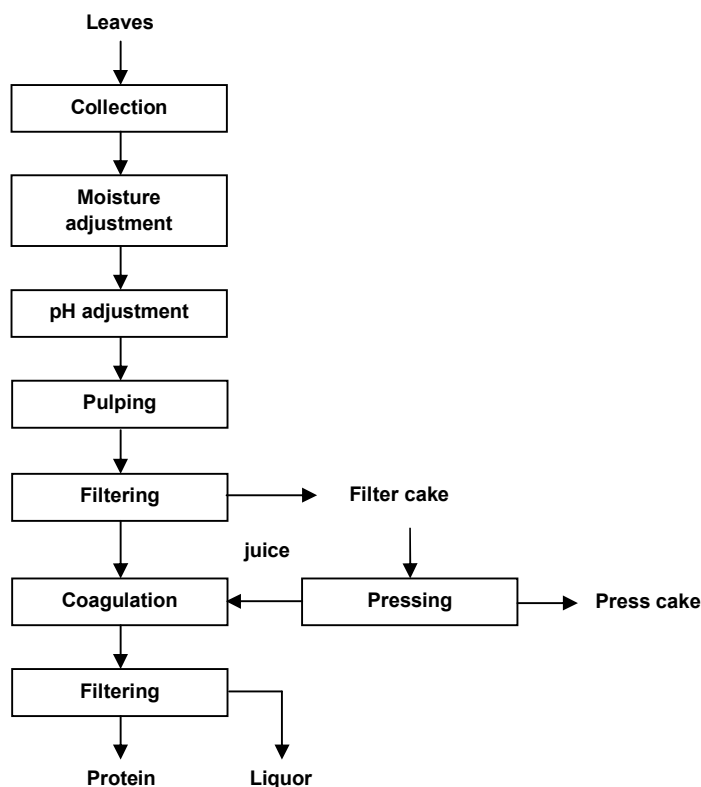 Leaves
Collection
Moisture
adjustment
pH adjustment
Pulping
Filtering
Filter cake
juice
Coagulation
Pressing
Press cake
Filtering
Protein
Liquor